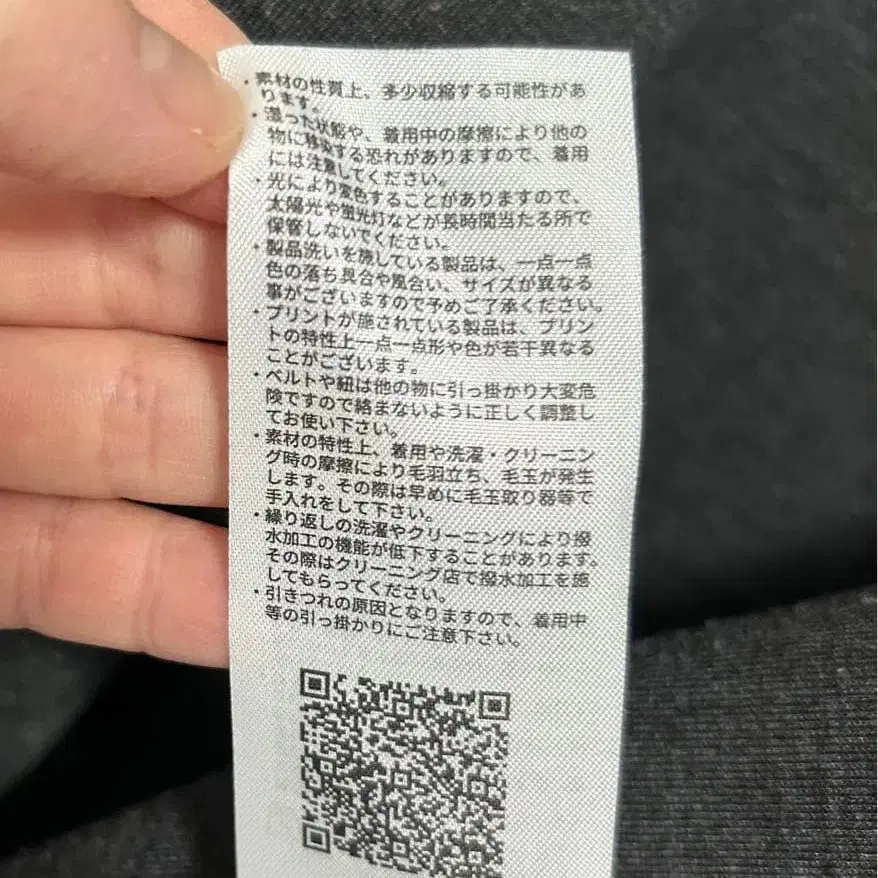 ・素材の性質上、多少収縮する可能性があ
ります。
・湿った状態や、着用中の摩擦により他の
物に移染する恐れがありますので、着用
には注意してください。
・光により変色することがありますので、
太陽光や蛍光灯などが長時間当たる所で
保管しないでください。
・製品洗いを施している製品は、一点一点
色の落ち具合や風合い、サイズが異なる
事がございますので予めご了承ください。
・プリントが施されている製品は、プリン
トの特性上一点一点形や色が若干異なる
ことがございます。
・ベルトや紐は他の物に引っ掛かり大変危
険ですので絡まないように正しく調整し
てお使い下さい。
・素材の特性上、着用や洗濯・クリーニン
グ時の摩擦により毛羽立ち、毛玉が発生
します。その際は早めに毛玉取り器等で
手入れをして下さい。
・繰り返しの洗濯やクリーニングにより撥
水加工の機能が低下することがあります。
その際はクリーニング店で撥水加工を施
してもらってください。
・引きつれの原因となりますので、着用中
等の引っ掛かりにご注意下さい。